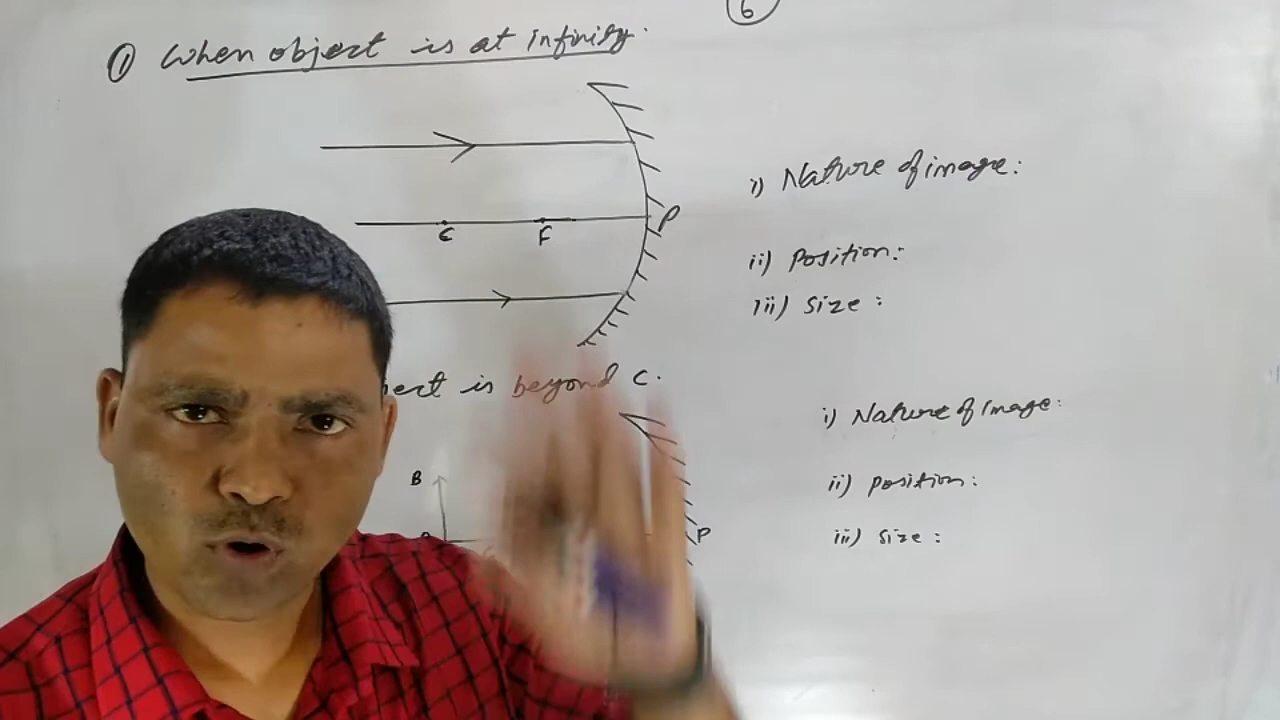 6
① When object is at infinity.
P
C F
i) Nature of image:
ii) Position:
iii) Size :
is beyond C.
B
P
i) Nature of Image:
ii) position:
iii) Size :